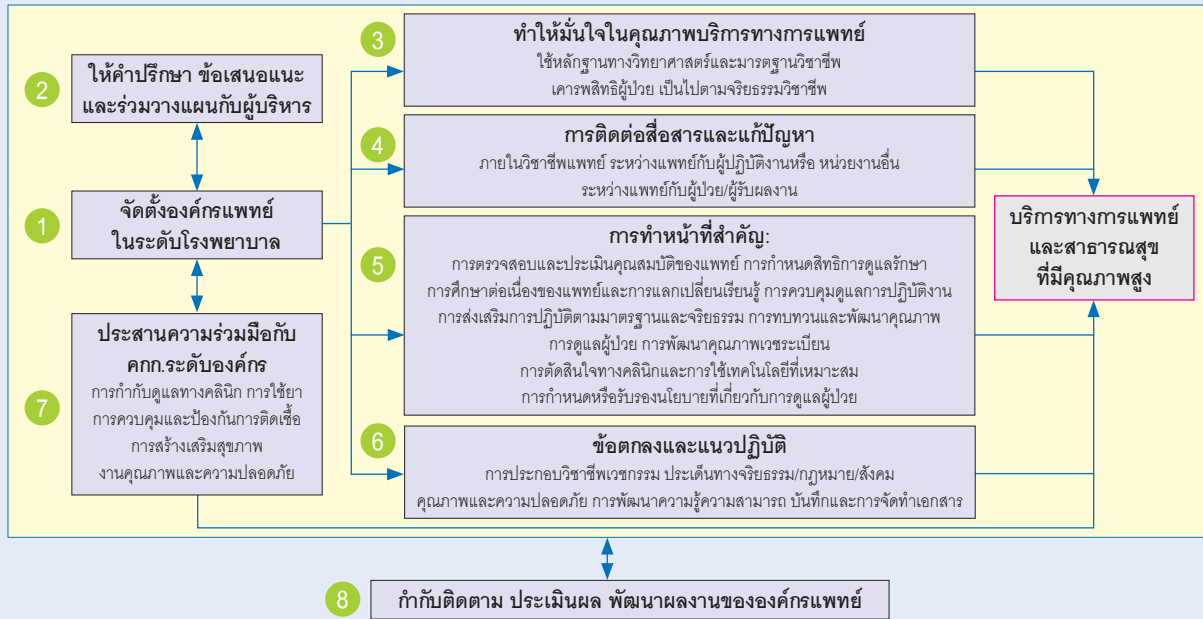 1
จัดตั้งองค์กรแพทย์
ในระดับโรงพยาบาล
2
ให้คำปรึกษา ข้อเสนอแนะ
และร่วมวางแผนกับผู้บริหาร
3
ทำให้มั่นใจในคุณภาพบริการทางการแพทย์
ใช้หลักฐานทางวิทยาศาสตร์และมารตฐานวิชาชีพ
เคารพสิทธิผู้ป่วย เป็นไปตามจริยธรรมวิชาชีพ
4
การติดต่อสื่อสารและแก้ปัญหา
ภายในวิชาชีพแพทย์ ระหว่างแพทย์กับผู้ปฏิบัติงานหรือ หน่วยงานอื่น
ระหว่างแพทย์กับผู้ป่วย/ผู้รับผลงาน
5
การทำหน้าที่สำคัญ:
การตรวจสอบและประเมินคุณสมบัติของแพทย์ การกำหนดสิทธิการดูแลรักษา
การศึกษาต่อเนื่องของแพทย์และการแลกเปลี่ยนเรียนรู้ การควบคุมดูแลการปฏิบัติงาน
การส่งเสริมการปฏิบัติตามมาตรฐานและจริยธรรม การทบทวนและพัฒนาคุณภาพ
การดูแลผู้ป่วย การพัฒนาคุณภาพเวชระเบียน
การตัดสินใจทางคลินิกและการใช้เทคโนโลยีที่เหมาะสม
การกำหนดหรือรับรองนโยบายที่เกี่ยวกับการดูแลผู้ป่วย
6
ข้อตกลงและแนวปฏิบัติ
การประกอบวิชาชีพเวชกรรม ประเด็นทางจริยธรรม/กฎหมาย/สังคม
คุณภาพและความปลอดภัย การพัฒนาความรู้ความสามารถ บันทึกและการจัดทำเอกสาร
7
ประสานความร่วมมือกับ
คกก.ระดับองค์กร
การกำกับดูแลทางคลินิก การใช้ยา
การควบคุมและป้องกันการติดเชื้อ
การสร้างเสริมสุขภาพ
งานคุณภาพและความปลอดภัย
บริการทางการแพทย์
และสาธารณสุข
ที่มีคุณภาพสูง
8
กำกับติดตาม ประเมินผล พัฒนาผลงานขององค์กรแพทย์